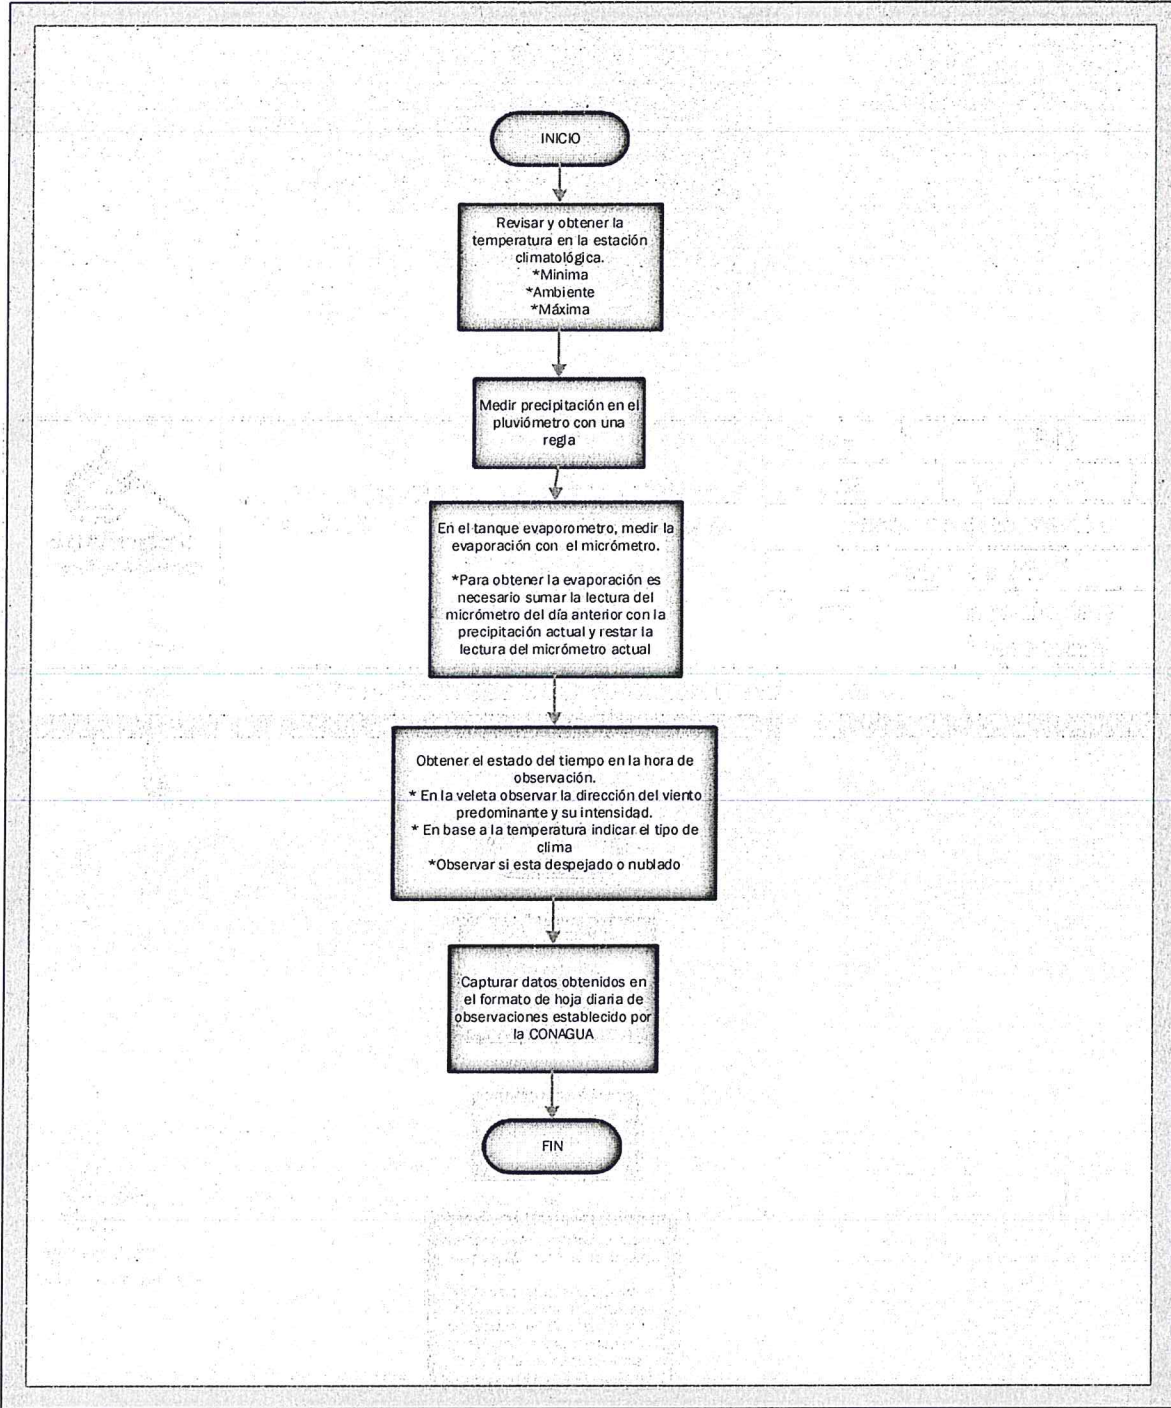 INICIO
Revisar y obtener la
temperatura en la estación
climatológica.
*Minima
*Ambiente
*Máxima
Medir precipitación en el
pluviómetro con una
regla
En el tanque evaporometro, medir la
evaporación con el micrómetro.
*Para obtener la evaporación es
necesario sumar la lectura del
micrómetro del día anterior con la
precipitación actual y restar la
lectura del micrómetro actual
Obtener el estado del tiempo en la hora de
observación.
* En la veleta observar la dirección del viento
predominante y su intensidad.
* En base a la temperatura indicar el tipo de
clima
*Observar si esta despejado o nublado
Capturar datos obtenidos en
el formato de hoja diaria de
observaciones establecido por
la CONAGUA
FIN